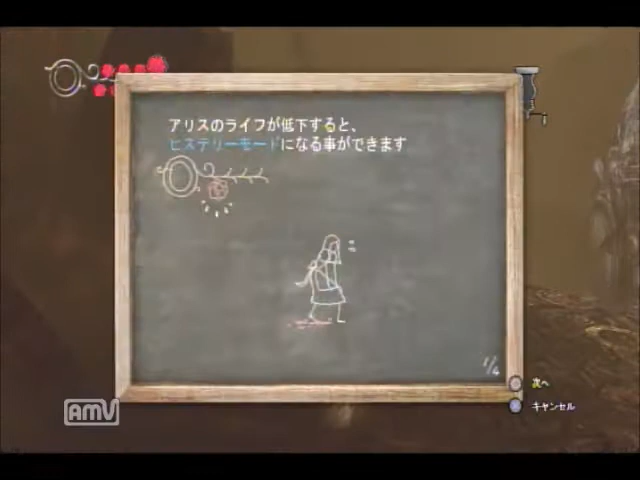 アリスのライフが低下すると、
ヒステリーモードになる事ができます
1/4
次へ
キャンセル
AMV